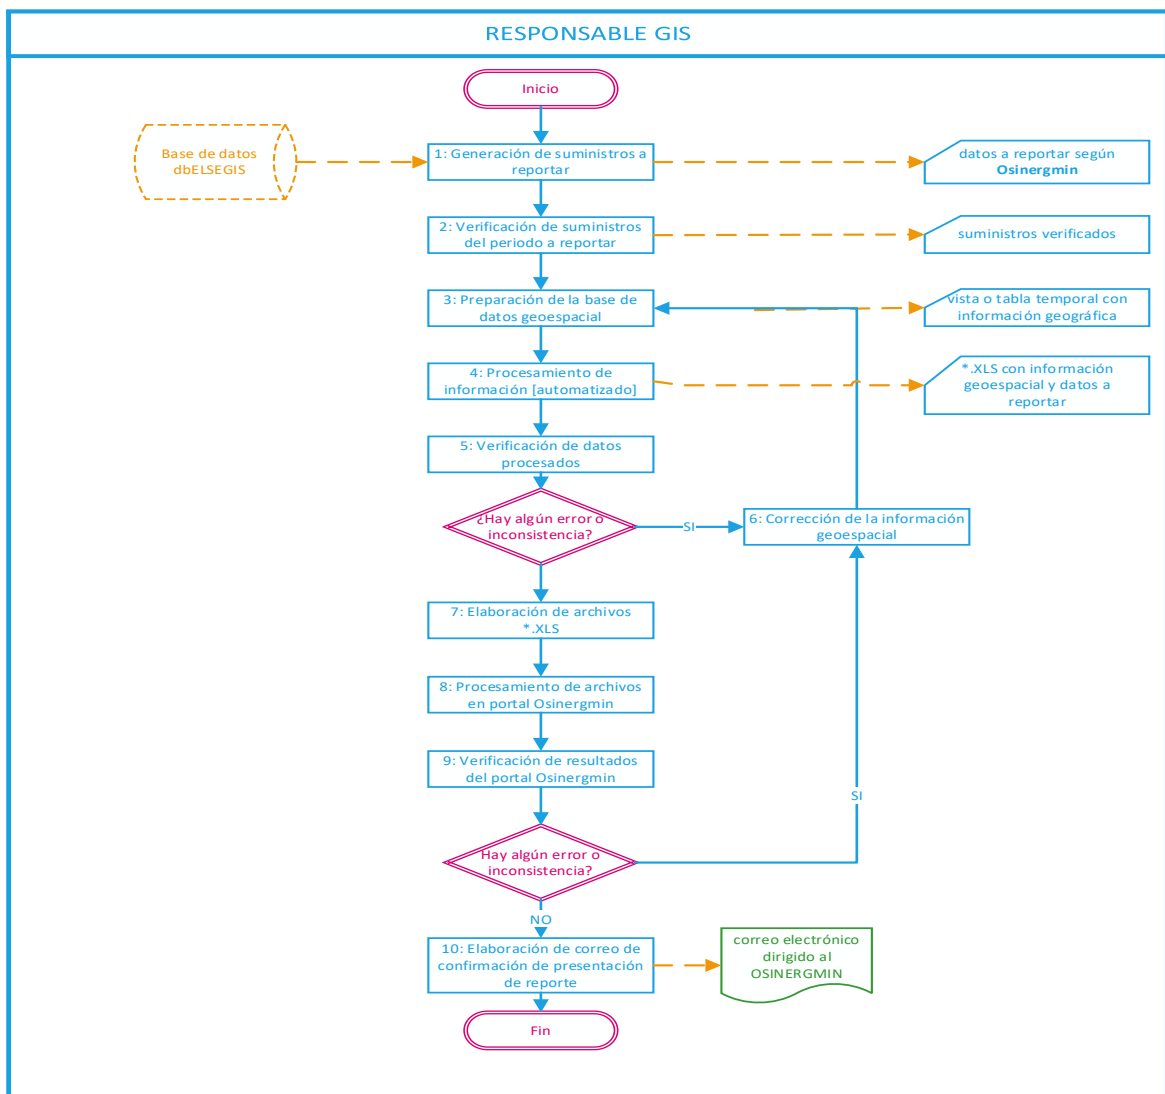 RESPONSABLE GIS
Inicio
Base de datos
dbELSEGIS
1: Generación de suministros a
reportar
datos a reportar según
Osinergmin
2: Verificación de suministros
del periodo a reportar
suministros verificados
3: Preparación de la base de
datos geoespacial
vista o tabla temporal con
información geográfica
4: Procesamiento de
información [automatizado]
*.XLS con información
geoespacial y datos a
reportar
5: Verificación de datos
procesados
¿Hay algún error o
inconsistencia?
SI
6: Corrección de la información
geoespacial
7: Elaboración de archivos
*.XLS
8: Procesamiento de archivos
en portal Osinergmin
9: Verificación de resultados
del portal Osinergmin
SI
Hay algún error o
inconsistencia?
NO
10: Elaboración de correo de
confirmación de presentación
de reporte
correo electrónico
dirigido al
OSINERGMIN
Fin